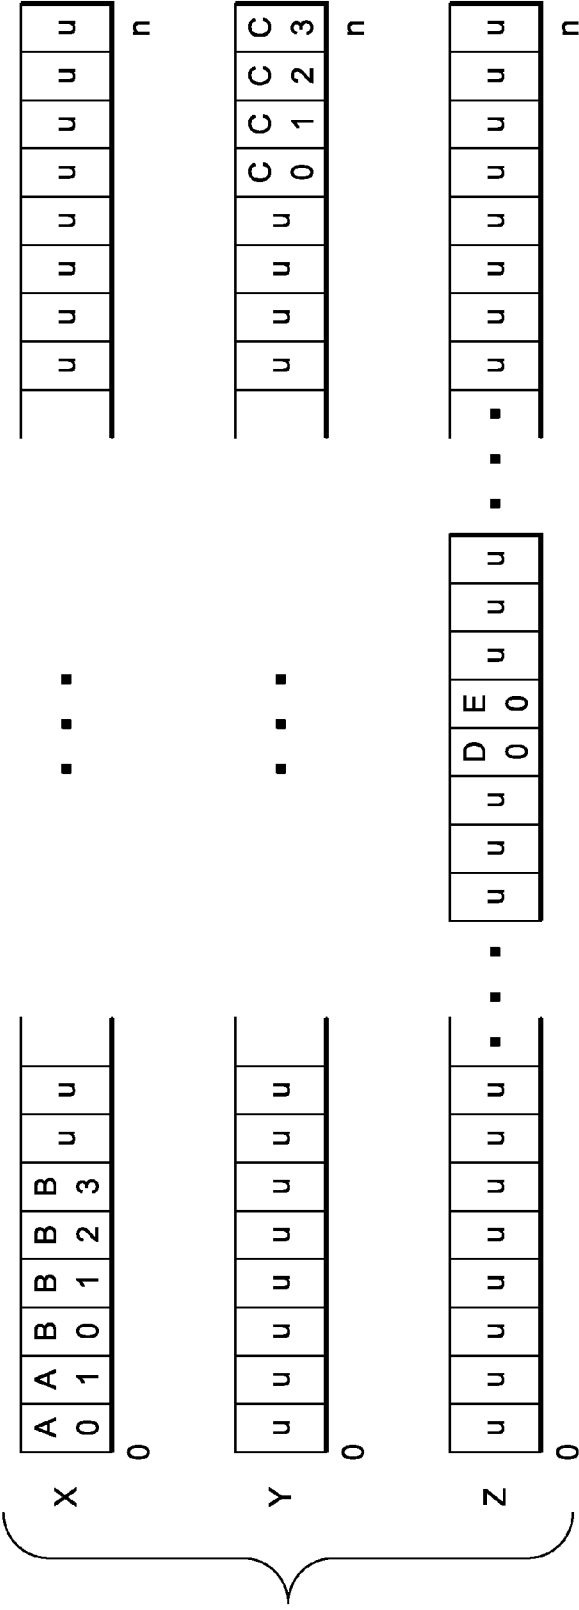 X A A B B B B u u ... u u u u u u u u
0 1 0 1 2 3
0 n
Y u u u u u u u u ... u u u u C C C C
0 1 2 3
0 n
Z u u u u u u u u ... u u u D E u u u ... u u u u u u u u
0 0
0 n